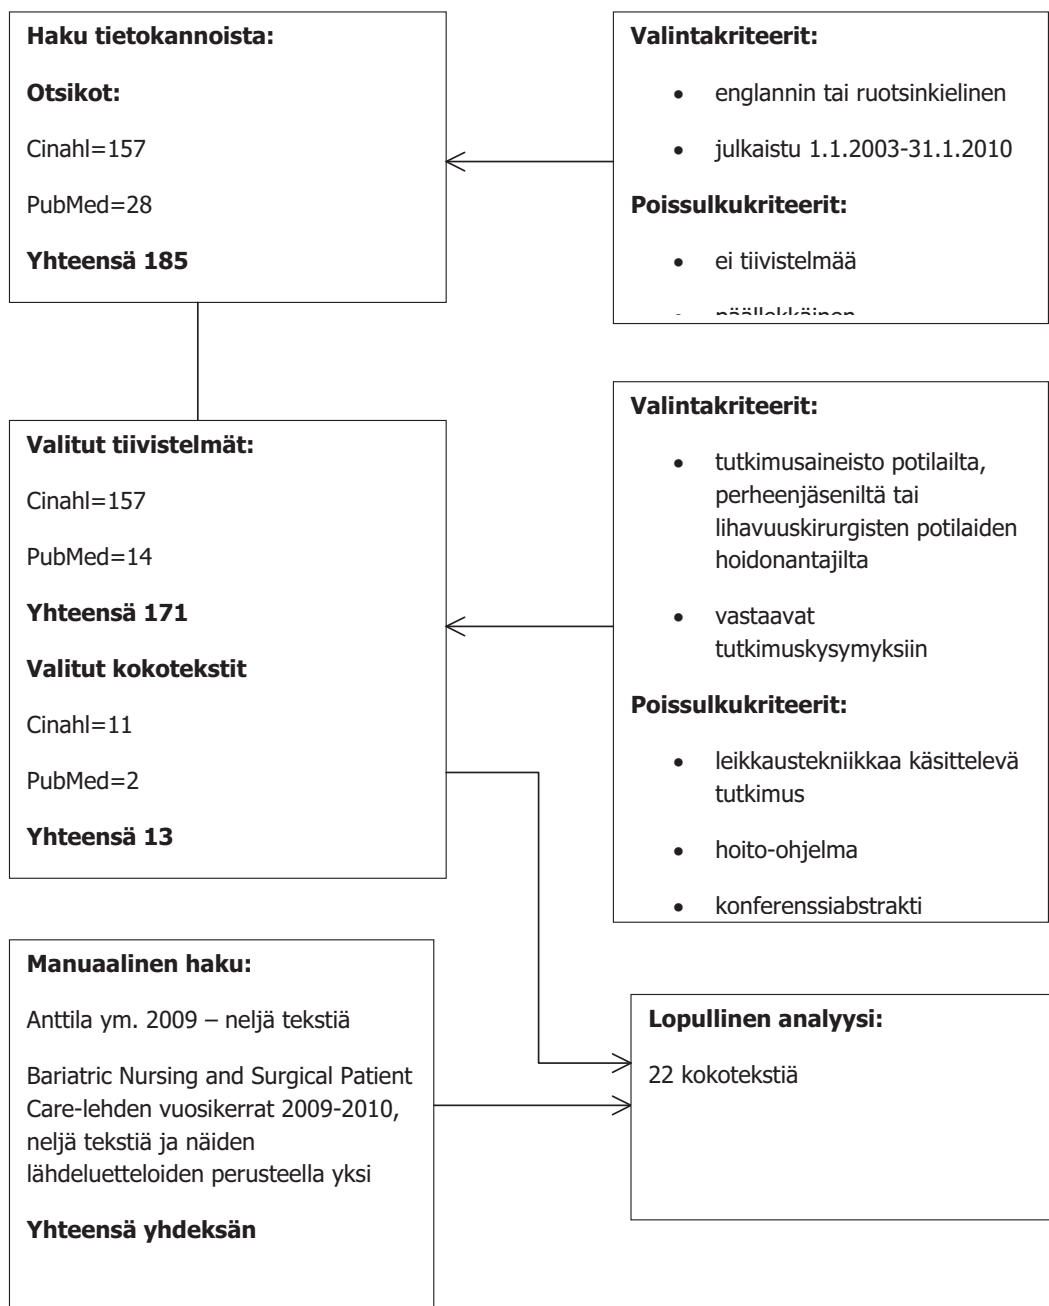 Haku tietokannoista:
Otsikot:
Cinahl=157
PubMed=28
Yhteensä 185
Valintakriteerit:
• englannin tai ruotsinkielinen
• julkaistu 1.1.2003-31.1.2010
Poissulkukriteerit:
• ei tiivistelmää
• päällekkäinen
Valitut tiivistelmät:
Cinahl=157
PubMed=14
Yhteensä 171
Valitut kokotekstit
Cinahl=11
PubMed=2
Yhteensä 13
Valintakriteerit:
• tutkimusaineisto potilailta,
perheenjäseniltä tai
lihavuuskirurgisten potilaiden
hoidonantajilta
• vastaavat
tutkimuskysymyksiin
Poissulkukriteerit:
• leikkaustekniikkaa käsittelevä
tutkimus
• hoito-ohjelma
• konferenssiabstrakti
Manuaalinen haku:
Anttila ym. 2009 – neljä tekstiä
Bariatric Nursing and Surgical Patient
Care-lehden vuosikerrat 2009-2010,
neljä tekstiä ja näiden
lähdeluetteloiden perusteella yksi
Yhteensä yhdeksän
Lopullinen analyysi:
22 kokotekstiä